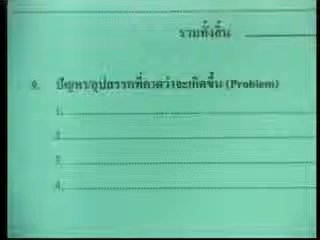 รวมทั้งสิ้น
9. ปัญหา/อุปสรรคที่คาดว่าจะเกิดขึ้น (Problem)
1.
2.
3.
4.